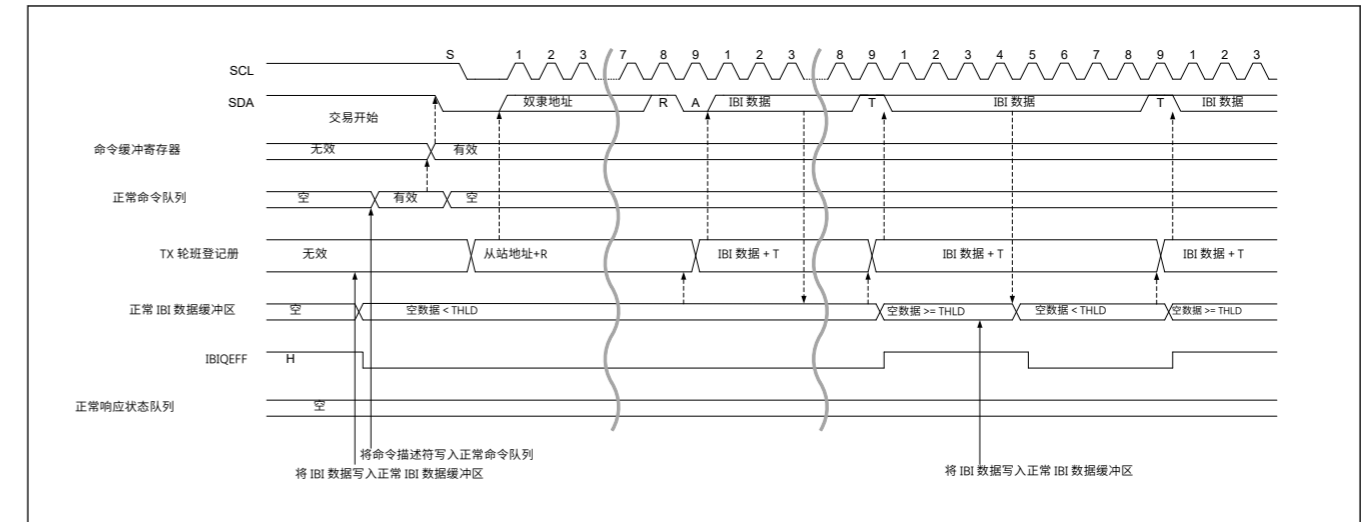 S 1 2 3 7 8 9 1 2 3 8 9 1 2 3 4 5 6 7 8 9 1 2 3
SCL
SDA 奴隶地址 R A IBI 数据 T IBI 数据 T IBI 数据
交易开始
命令缓冲寄存器 无效 有效
正常命令队列 空 有效 空
TX 轮班登记册 无效 从站地址+R IBI 数据 + T IBI 数据 + T IBI 数据 + T
正常 IBI 数据缓冲区 空 空数据 < THLD 空数据 >= THLD 空数据 < THLD 空数据 >= THLD
IBIQEFF H
正常响应状态队列 空
将命令描述符写入正常命令队列
将 IBI 数据写入正常 IBI 数据缓冲区 将 IBI 数据写入正常 IBI 数据缓冲区